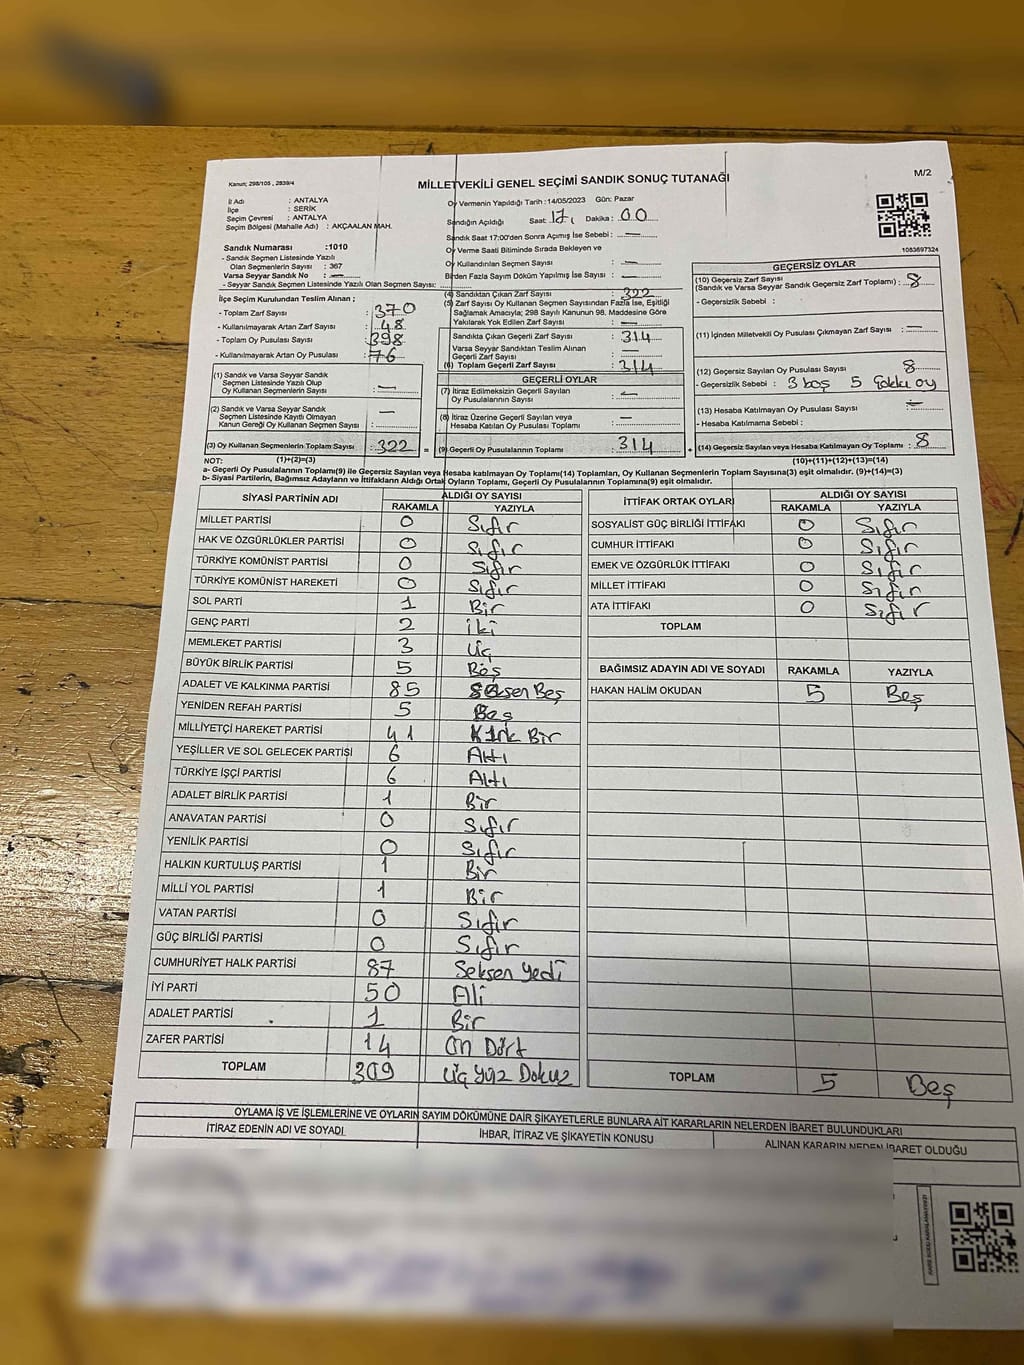 Kanun; 298/105 , 2839/4
MİLLETVEKİLİ GENEL SEÇİMİ SANDIK SONUÇ TUTANAĞI
M/2
İl Adı : ANTALYA
İlçe : SERİK
Seçim Çevresi : ANTALYA
Seçim Bölgesi (Mahalle Adı) : AKÇAALAN MAH.
Sandık Numarası :1010
- Sandık Seçmen Listesinde Yazılı
Olan Seçmenlerin Sayısı : 367
Varsa Seyyar Sandık No : —
- Seyyar Sandık Seçmen Listesinde Yazılı Olan Seçmen Sayısı:
Oy Vermenin Yapıldığı Tarih : 14/05/2023 Gün: Pazar
Sandığın Açıldığı Saat: 17 Dakika : 00
Sandık Saat 17:00'den Sonra Açımış İse Sebebi : —
Oy Verme Saati Bitiminde Sırada Bekleyen ve
Oy Kullandırılan Seçmen Sayısı : —
Birden Fazla Sayım Döküm Yapılmış İse Sayısı : —
1083697324
İlçe Seçim Kurulundan Teslim Alınan ;
- Toplam Zarf Sayısı : 370
- Kullanılmayarak Artan Zarf Sayısı : 48
- Toplam Oy Pusulası Sayısı : 398
- Kullanılmayarak Artan Oy Pusulası : 76
(4) Sandıktan Çıkan Zarf Sayısı : 322
(5) Zarf Sayısı Oy Kullanan Seçmen Sayısından Fazla İse, Eşitliği
Sağlamak Amacıyla; 298 Sayılı Kanunun 98. Maddesine Göre
Yakılarak Yok Edilen Zarf Sayısı : —
Sandıkta Çıkan Geçerli Zarf Sayısı : 314
Varsa Seyyar Sandıktan Teslim Alınan
Geçerli Zarf Sayısı : —
(6) Toplam Geçerli Zarf Sayısı : 314
GEÇERSİZ OYLAR
(10) Geçersiz Zarf Sayısı
(Sandık ve Varsa Seyyar Sandık Geçersiz Zarf Toplamı) : 8
- Geçersizlik Sebebi :
(11) İçinden Milletvekili Oy Pusulası Çıkmayan Zarf Sayısı : —
(12) Geçersiz Sayılan Oy Pusulası Sayısı : 8
- Geçersizlik Sebebi : 3 boş 5 Çoklu oy
(13) Hesaba Katılmayan Oy Pusulası Sayısı : —
- Hesaba Katılmama Sebebi :
(1) Sandık ve Varsa Seyyar Sandık
Seçmen Listesinde Yazılı Olup
Oy Kullanan Seçmenlerin Sayısı : —
(2) Sandık ve Varsa Seyyar Sandık
Seçmen Listesinde Kayıtlı Olmayan
Kanun Gereği Oy Kullanan Seçmen Sayısı : —
GEÇERLİ OYLAR
(7) İtiraz Edilmeksizin Geçerli Sayılan
Oy Pusulalarının Sayısı : —
(8) İtiraz Üzerine Geçerli Sayılan veya
Hesaba Katılan Oy Pusulası Toplamı : —
(3) Oy Kullanan Seçmenlerin Toplam Sayısı : 322 = (9) Geçerli Oy Pusulalarının Toplamı : 314 + (14) Geçersiz Sayılan veya Hesaba Katılmayan Oy Toplamı : 8
NOT: (1)+(2)=(3) (10)+(11)+(12)+(13)=(14)
a- Geçerli Oy Pusulalarının Toplamı(9) ile Geçersiz Sayılan veya Hesaba katılmayan Oy Toplamı(14) Toplamları, Oy Kullanan Seçmenlerin Toplam Sayısına(3) eşit olmalıdır. (9)+(14)=(3)
b- Siyasi Partilerin, Bağımsız Adayların ve İttifakların Aldığı Ortak Oyların Toplamı, Geçerli Oy Pusulalarının Toplamına(9) eşit olmalıdır.
SİYASİ PARTİNİN ADI ALDIĞI OY SAYISI
RAKAMLA YAZIYLA
MİLLET PARTİSİ 0 Sıfır
HAK VE ÖZGÜRLÜKLER PARTİSİ 0 Sıfır
TÜRKİYE KOMÜNİST PARTİSİ 0 Sıfır
TÜRKİYE KOMÜNİST HAREKETİ 0 Sıfır
SOL PARTİ 1 Bir
GENÇ PARTİ 2 iki
MEMLEKET PARTİSİ 3 Üç
BÜYÜK BİRLİK PARTİSİ 5 Beş
ADALET VE KALKINMA PARTİSİ 85 Seksen Beş
YENİDEN REFAH PARTİSİ 5 Beş
MİLLİYETÇİ HAREKET PARTİSİ 41 Kırk Bir
YEŞİLLER VE SOL GELECEK PARTİSİ 6 Altı
TÜRKİYE İŞÇİ PARTİSİ 6 Altı
ADALET BİRLİK PARTİSİ 1 Bir
ANAVATAN PARTİSİ 0 Sıfır
YENİLİK PARTİSİ 0 Sıfır
HALKIN KURTULUŞ PARTİSİ 1 Bir
MİLLİ YOL PARTİSİ 1 Bir
VATAN PARTİSİ 0 Sıfır
GÜÇ BİRLİĞİ PARTİSİ 0 Sıfır
CUMHURİYET HALK PARTİSİ 87 Seksen Yedi
İYİ PARTİ 50 Elli
ADALET PARTİSİ 1 Bir
ZAFER PARTİSİ 14 On Dört
TOPLAM 309 Üç Yüz Dokuz
İTTİFAK ORTAK OYLARI ALDIĞI OY SAYISI
RAKAMLA YAZIYLA
SOSYALİST GÜÇ BİRLİĞİ İTTİFAKI 0 Sıfır
CUMHUR İTTİFAKI 0 Sıfır
EMEK VE ÖZGÜRLÜK İTTİFAKI 0 Sıfır
MİLLET İTTİFAKI 0 Sıfır
ATA İTTİFAKI 0 Sıfır
TOPLAM
BAĞIMSIZ ADAYIN ADI VE SOYADI RAKAMLA YAZIYLA
HAKAN HALİM OKUDAN 5 Beş
TOPLAM 5 Beş
OYLAMA İŞ VE İŞLEMLERİNE VE OYLARIN SAYIM DÖKÜMÜNE DAİR ŞİKAYETLERLE BUNLARA AİT KARARLARIN NELERDEN İBARET BULUNDUKLARI
İTİRAZ EDENİN ADI VE SOYADI İHBAR, İTİRAZ VE ŞİKAYETİN KONUSU ALINAN KARARIN NEDEN İBARET OLDUĞU